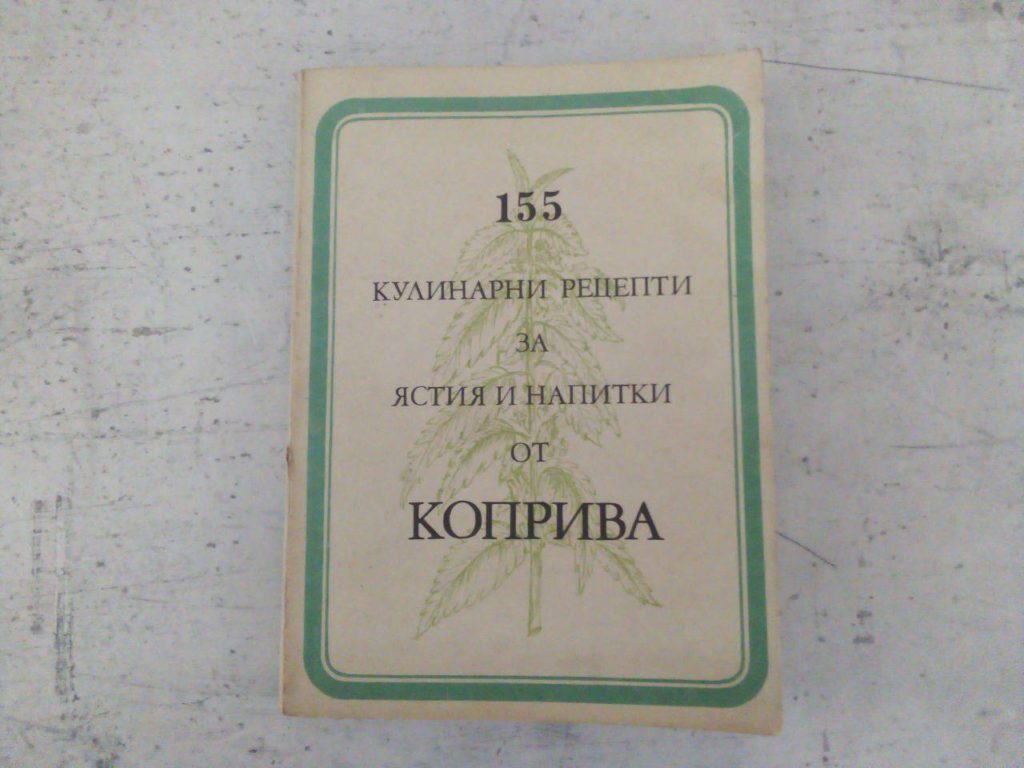 155
КУЛИНАРНИ РЕЦЕПТИ
ЗА
ЯСТИЯ И НАПИТКИ
ОТ
КОПРИВА